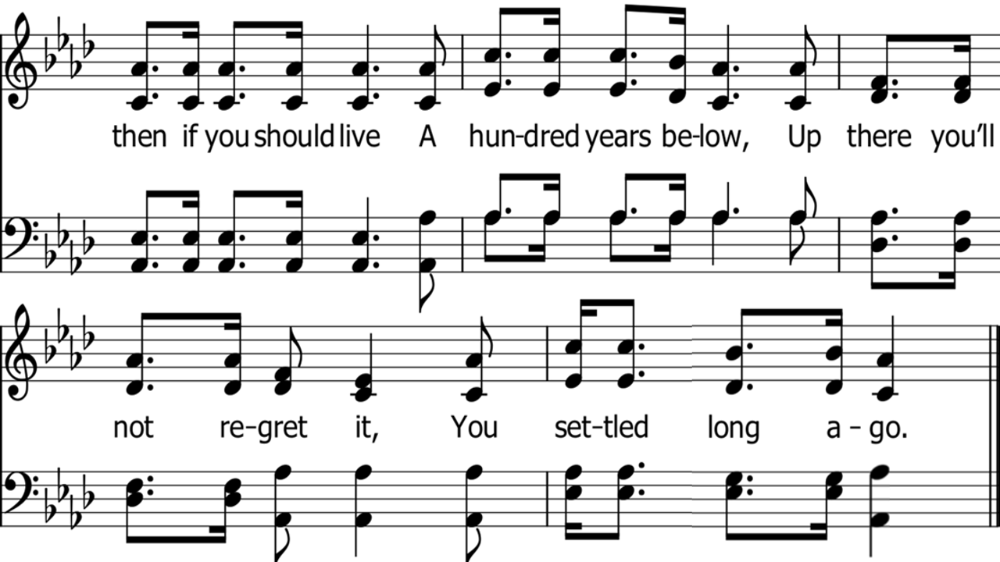 then if you should live A hun-dred years be-low, Up there you’ll
not re-gret it, You set-tled long a-go.